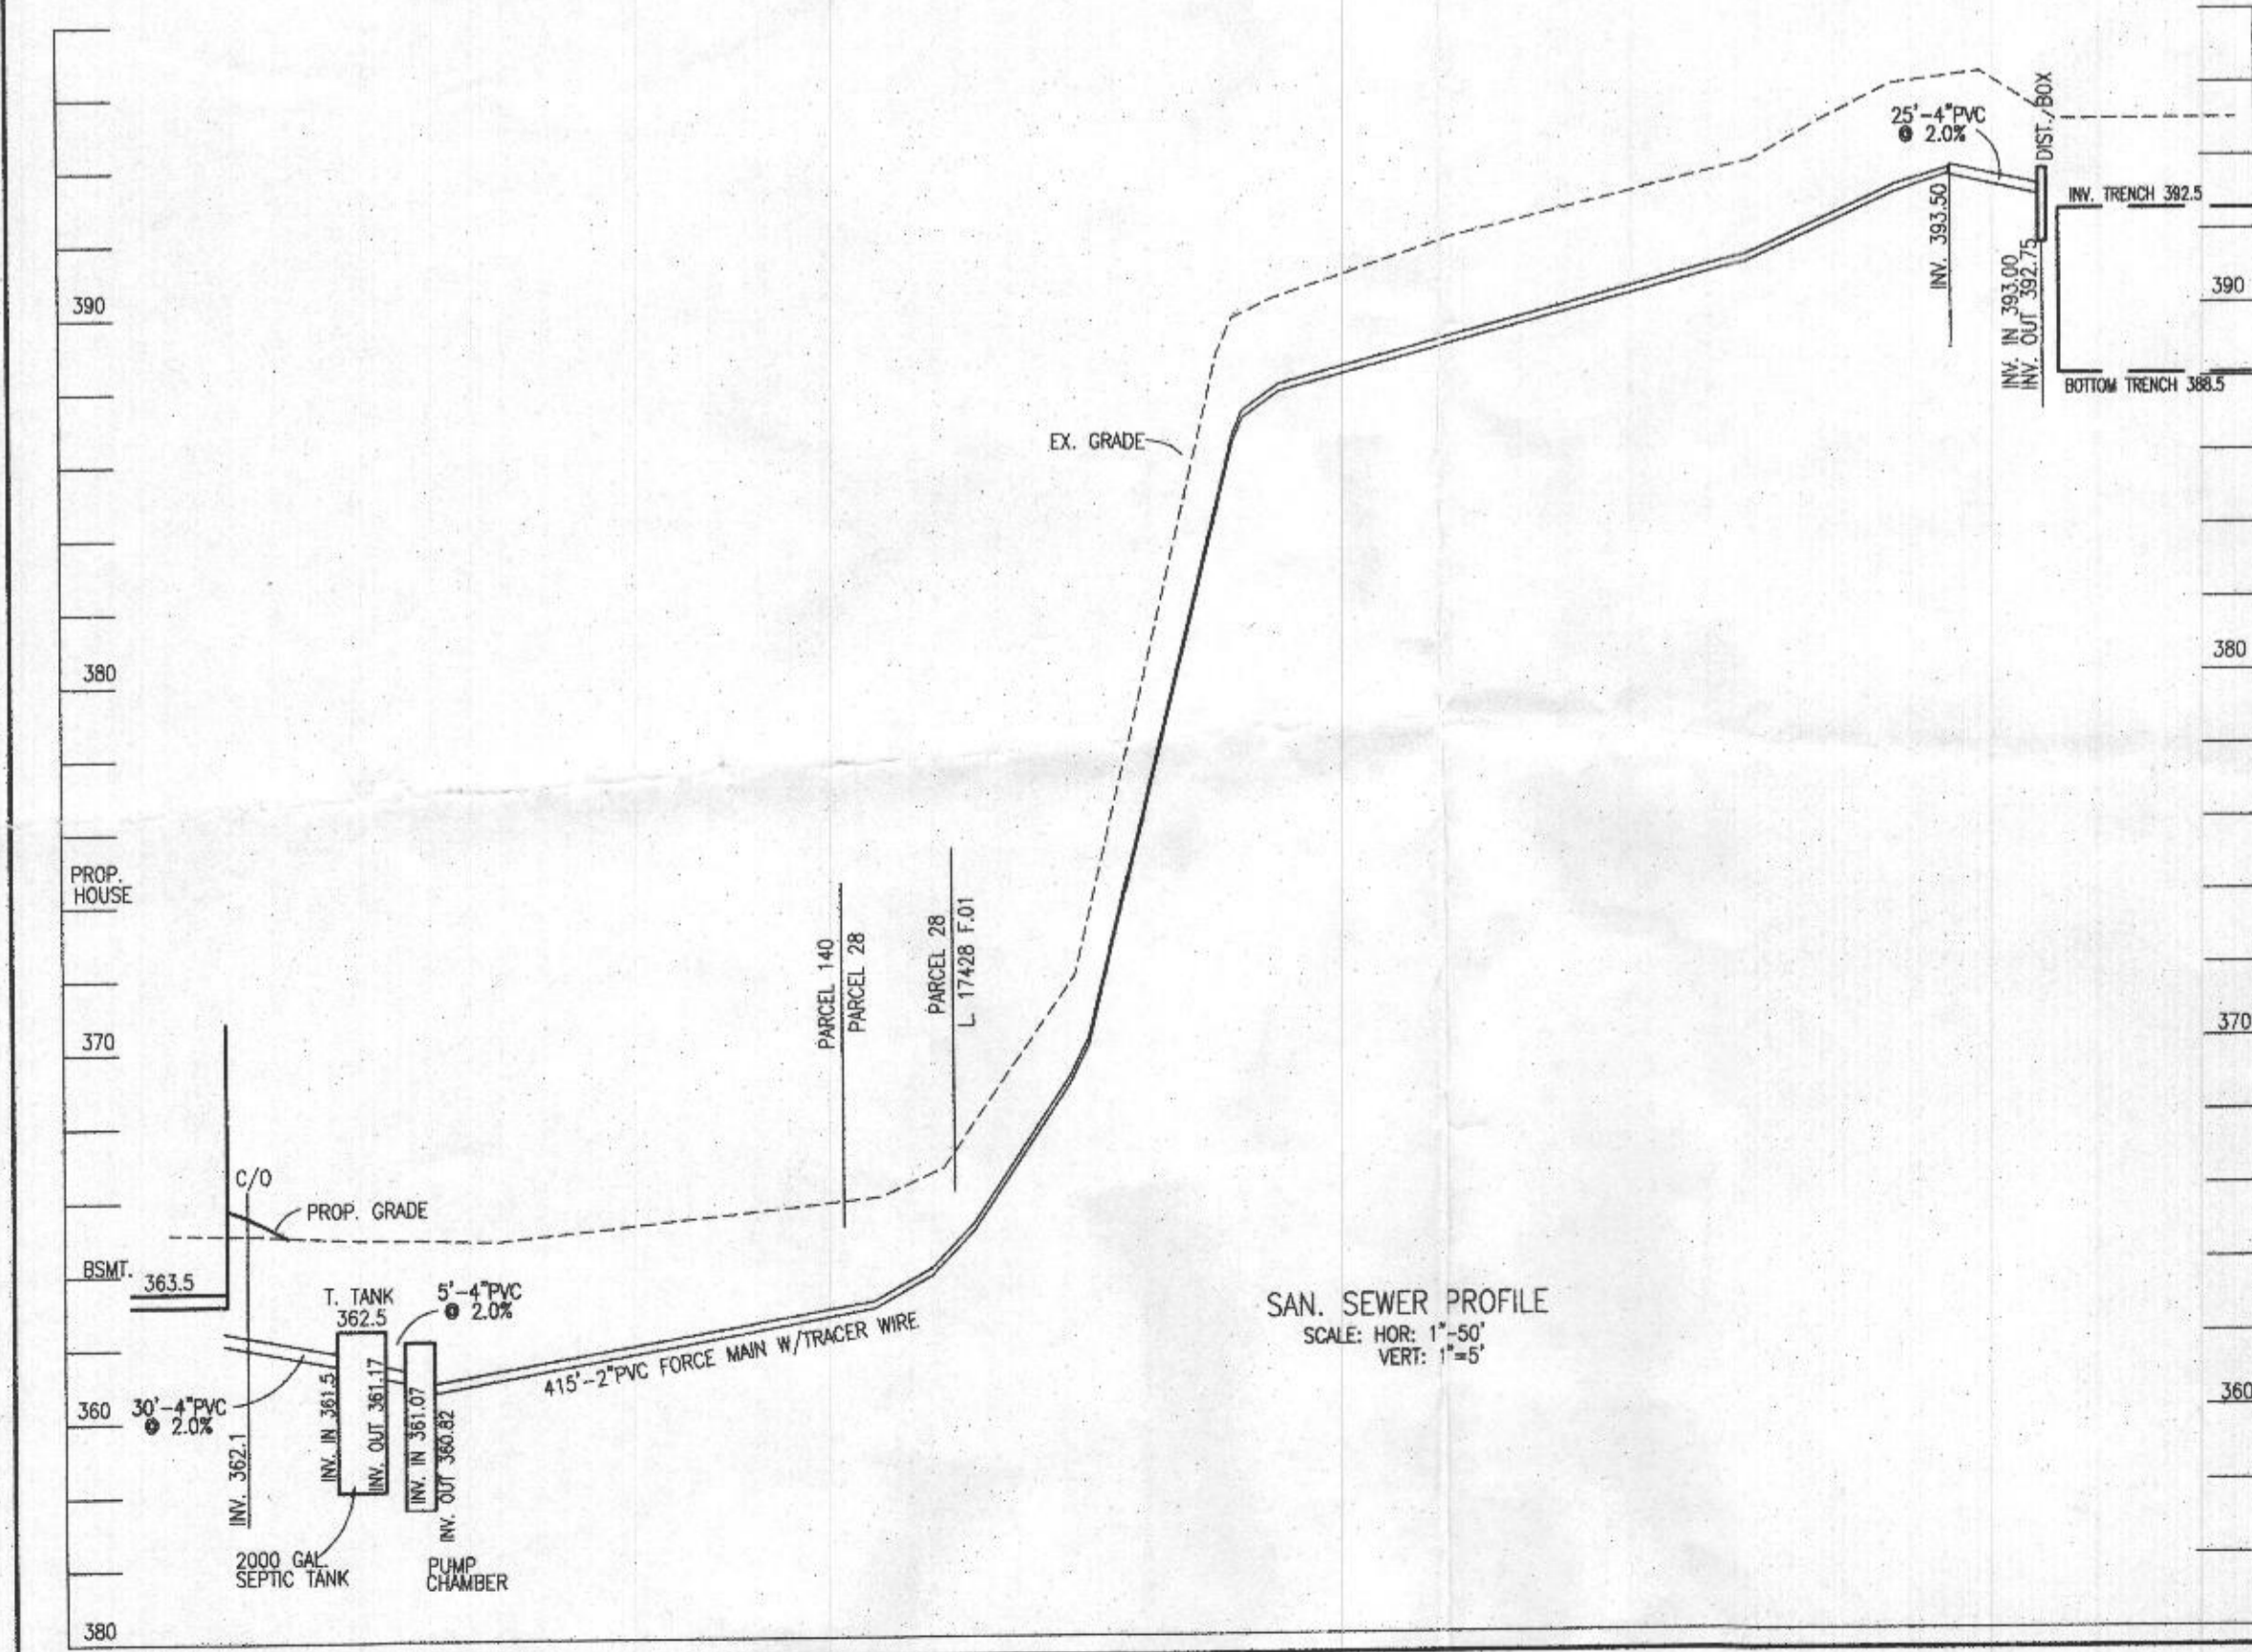 390
380
PROP.
HOUSE
370
BSMT.
363.5
360
380
C/O
PROP. GRADE
T. TANK
362.5
5'-4"PVC
@ 2.0%
30'-4"PVC
@ 2.0%
INV. 362.1
INV. IN 361.5
INV. OUT 361.17
INV. IN 361.07
INV. OUT 360.82
2000 GAL.
SEPTIC TANK
PUMP
CHAMBER
415'-2"PVC FORCE MAIN W/TRACER WIRE
PARCEL 140
PARCEL 28
PARCEL 28
L. 17428 F.01
EX. GRADE
SAN. SEWER PROFILE
SCALE: HOR: 1"-50'
VERT: 1"=5'
25'-4"PVC
@ 2.0%
DIST. BOX
INV. 393.50
INV. IN 393.00
INV. OUT 392.75
INV. TRENCH 392.5
BOTTOM TRENCH 388.5
390
380
370
360